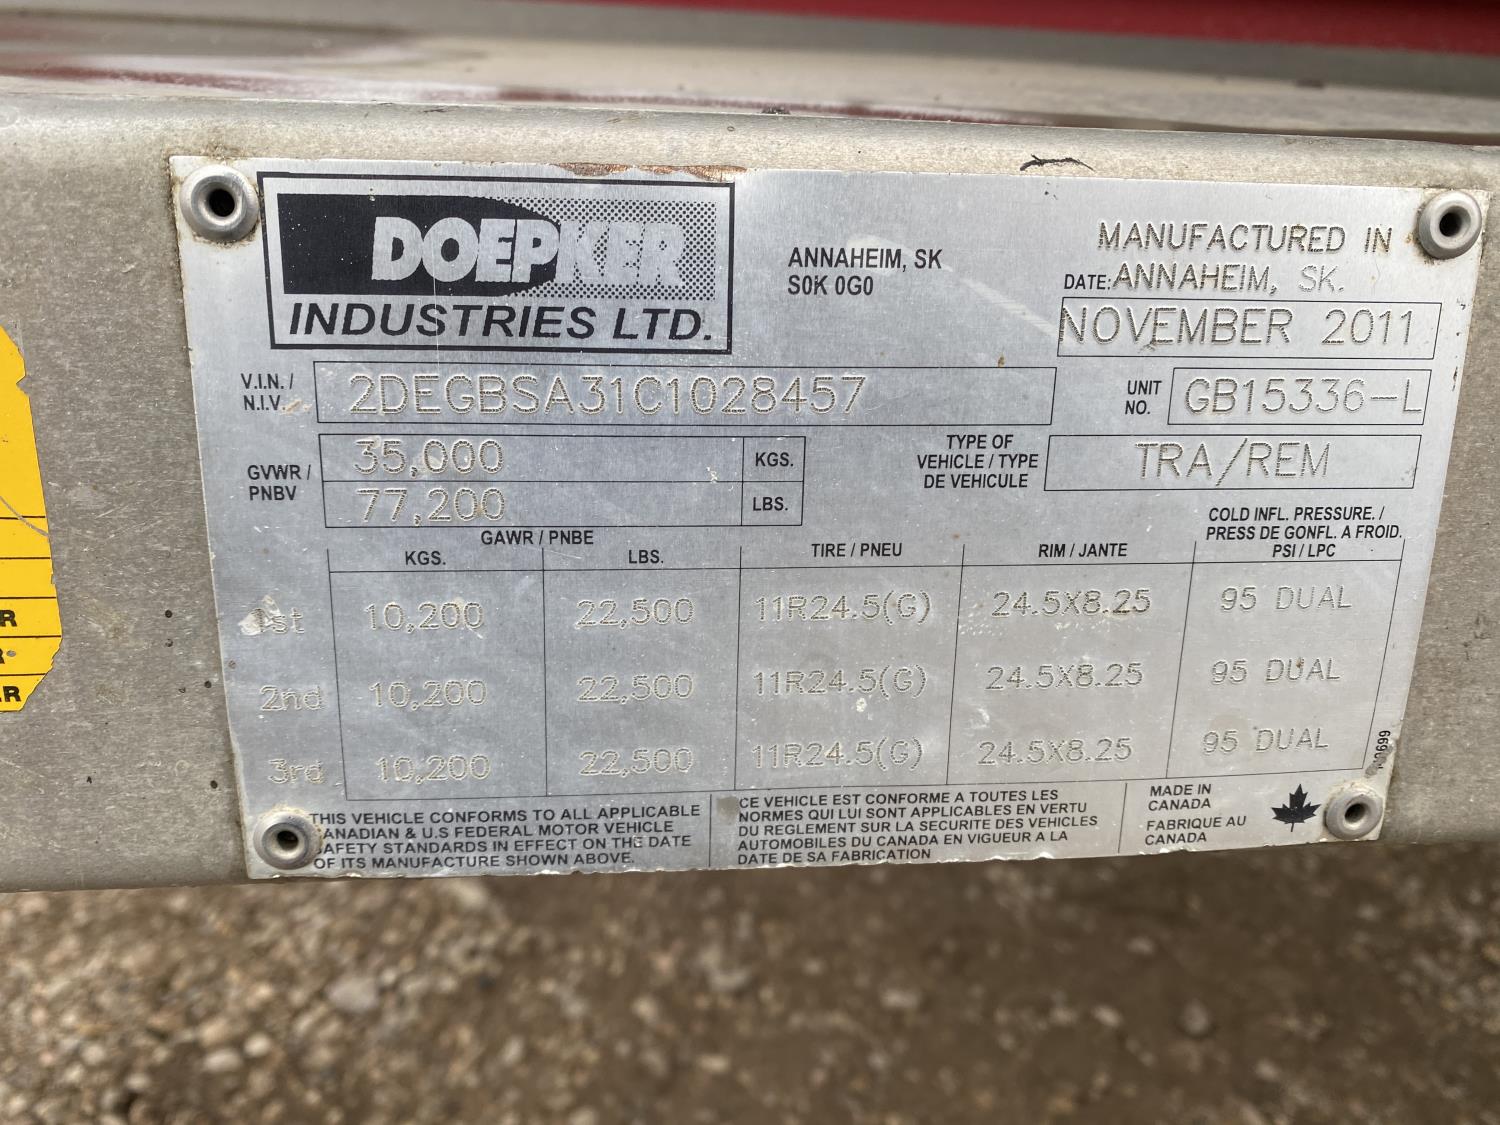 DOEPKER
INDUSTRIES LTD.
ANNAHEIM, SK
S0K 0G0
MANUFACTURED IN
DATE: ANNAHEIM, SK.
NOVEMBER 2011
V.I.N. /
N.I.V.
2DEGBSA31C1028457
UNIT
NO.
GB15336-L
GVWR /
PNBV
35,000 KGS.
77,200 LBS.
TYPE OF
VEHICLE / TYPE
DE VEHICULE
TRA/REM
GAWR / PNBE
KGS. LBS. TIRE / PNEU RIM / JANTE
COLD INFL. PRESSURE. /
PRESS DE GONFL. A FROID.
PSI / LPC
1st 10,200 22,500 11R24.5(G) 24.5X8.25 95 DUAL
2nd 10,200 22,500 11R24.5(G) 24.5X8.25 95 DUAL
3rd 10,200 22,500 11R24.5(G) 24.5X8.25 95 DUAL
THIS VEHICLE CONFORMS TO ALL APPLICABLE
CANADIAN & U.S FEDERAL MOTOR VEHICLE
SAFETY STANDARDS IN EFFECT ON THE DATE
OF ITS MANUFACTURE SHOWN ABOVE.
CE VEHICLE EST CONFORME A TOUTES LES
NORMES QUI LUI SONT APPLICABLES EN VERTU
DU REGLEMENT SUR LA SECURITE DES VEHICLES
AUTOMOBILES DU CANADA EN VIGUEUR A LA
DATE DE SA FABRICATION
MADE IN
CANADA
FABRIQUE AU
CANADA